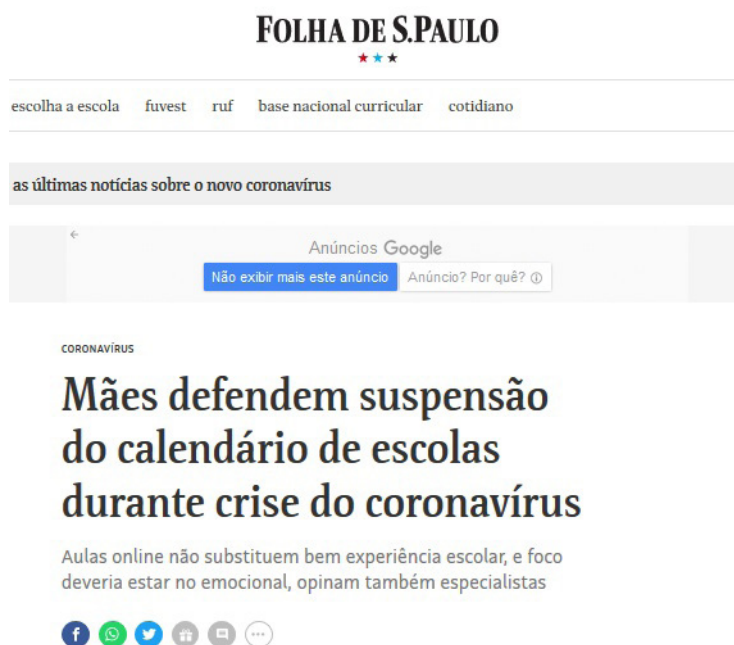 FOLHA DE S.PAULO
escolha a escola fuvest ruf base nacional curricular cotidiano
as últimas notícias sobre o novo coronavírus
Anúncios Google
Não exibir mais este anúncio Anúncio? Por quê?
CORONAVÍRUS
Mães defendem suspensão
do calendário de escolas
durante crise do coronavírus
Aulas online não substituem bem experiência escolar, e foco
deveria estar no emocional, opinam também especialistas